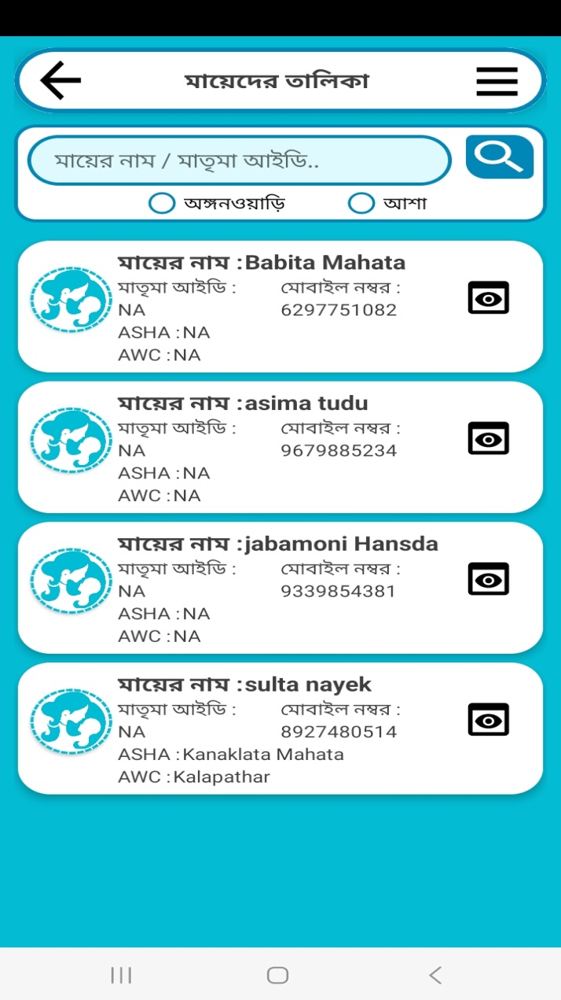 মায়েদের তালিকা
মায়ের নাম / মাতৃমা আইডি..
অঙ্গনওয়াড়ি আশা
মায়ের নাম :Babita Mahata
মাতৃমা আইডি : মোবাইল নম্বর :
NA 6297751082
ASHA :NA
AWC :NA
মায়ের নাম :asima tudu
মাতৃমা আইডি : মোবাইল নম্বর :
NA 9679885234
ASHA :NA
AWC :NA
মায়ের নাম :jabamoni Hansda
মাতৃমা আইডি : মোবাইল নম্বর :
NA 9339854381
ASHA :NA
AWC :NA
মায়ের নাম :sulta nayek
মাতৃমা আইডি : মোবাইল নম্বর :
NA 8927480514
ASHA :Kanaklata Mahata
AWC :Kalapathar